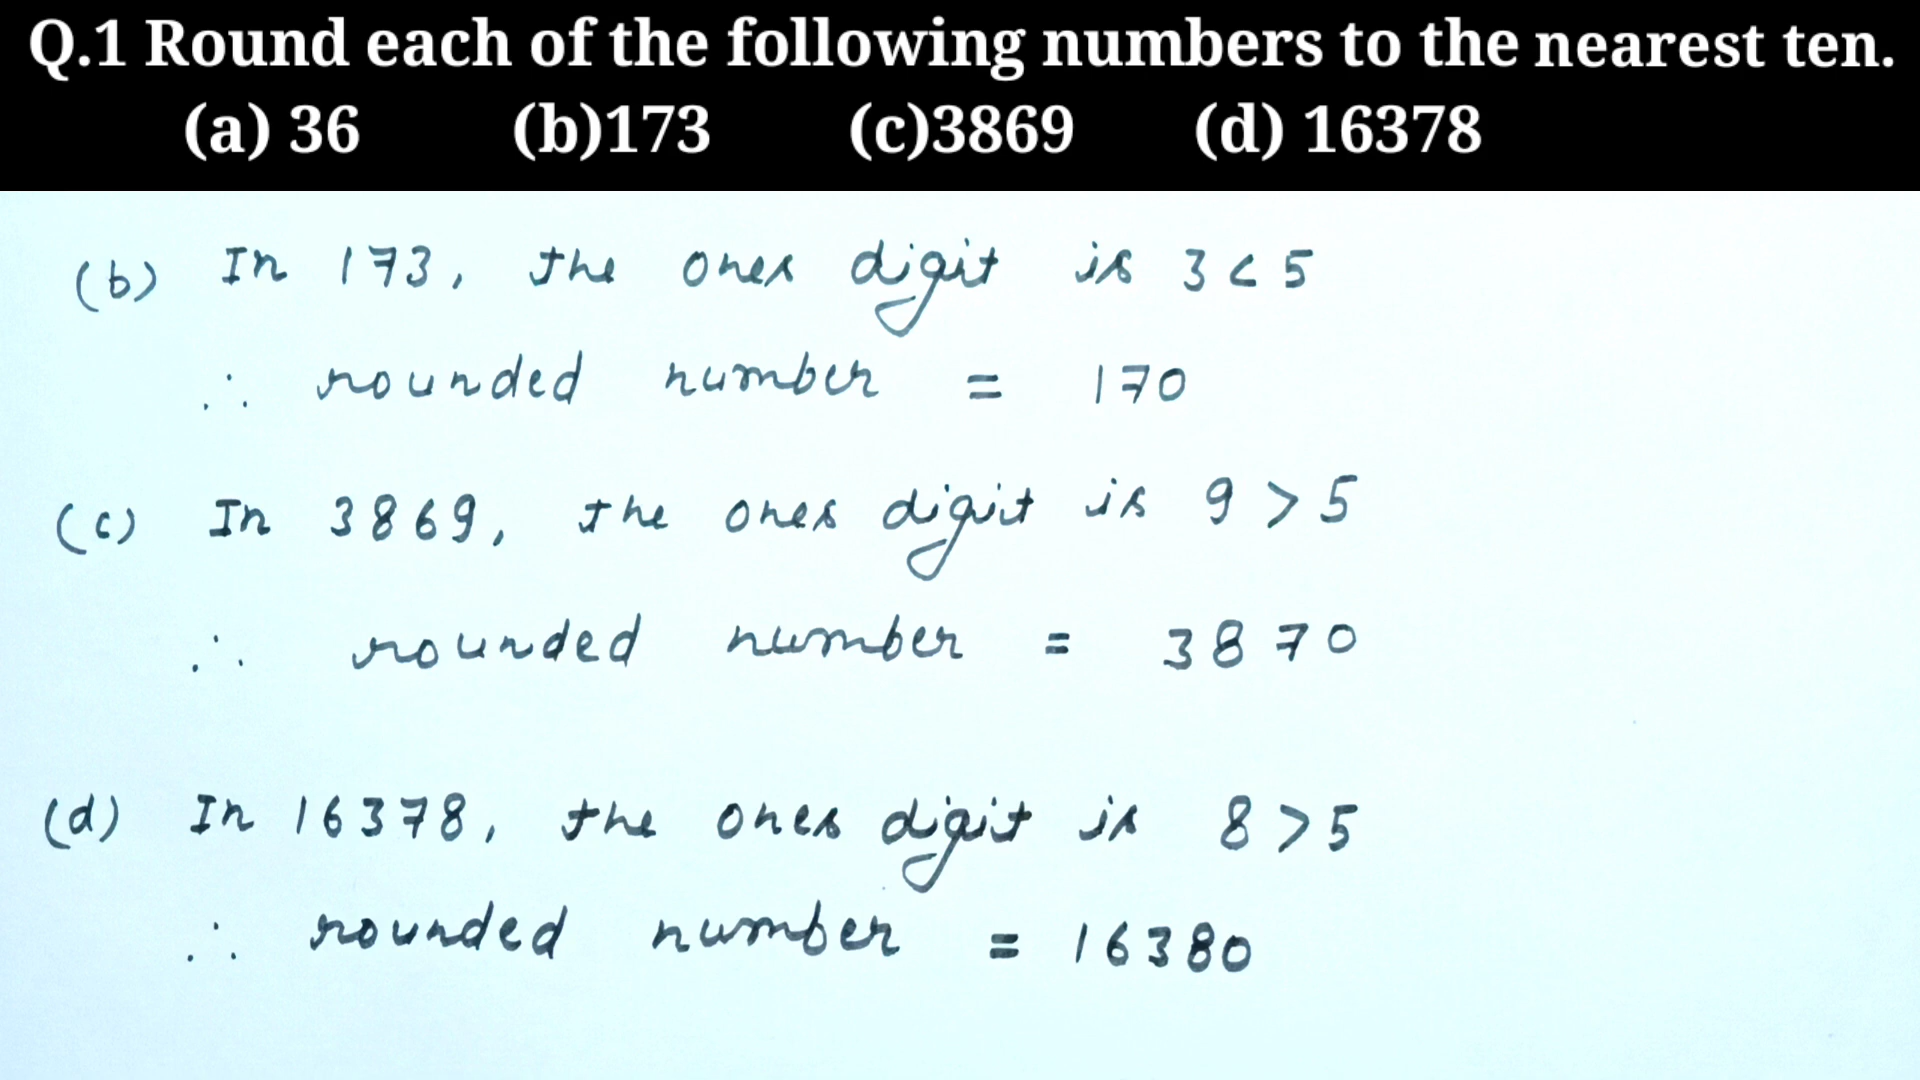 Q.1 Round each of the following numbers to the nearest ten.
(a) 36 (b)173 (c)3869 (d) 16378
(b) In 173, the ones digit is 3 < 5
∴ rounded number = 170
(c) In 3869, the ones digit is 9 > 5
∴ rounded number = 3870
(d) In 16378, the ones digit is 8 > 5
∴ rounded number = 16380